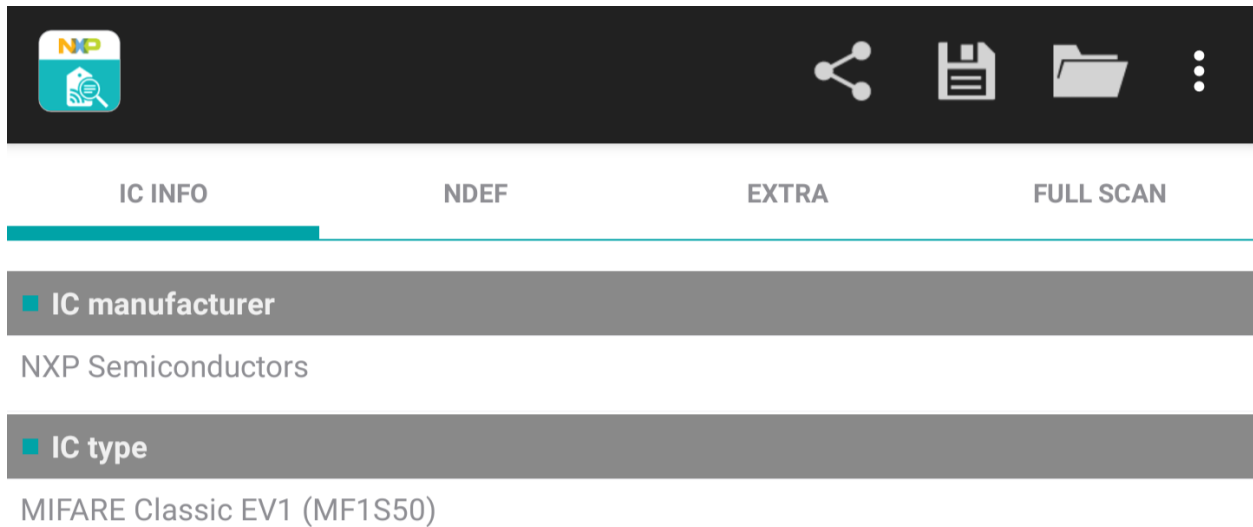 NXP
IC INFO NDEF EXTRA FULL SCAN
IC manufacturer
NXP Semiconductors
IC type
MIFARE Classic EV1 (MF1S50)